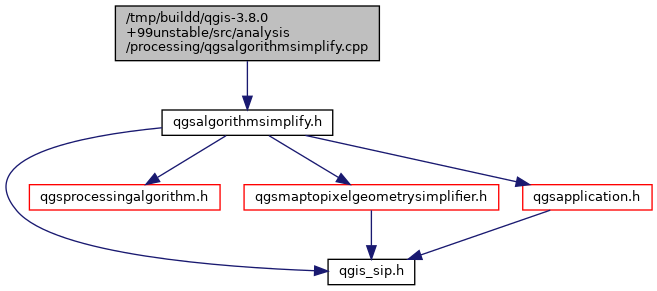 /tmp/buildd/qgis-3.8.0
+99unstable/src/analysis
/processing/qgsalgorithmsimplify.cpp
qgsalgorithmsimplify.h
qgsprocessingalgorithm.h
qgsmaptopixelgeometrysimplifier.h
qgsapplication.h
qgis_sip.h